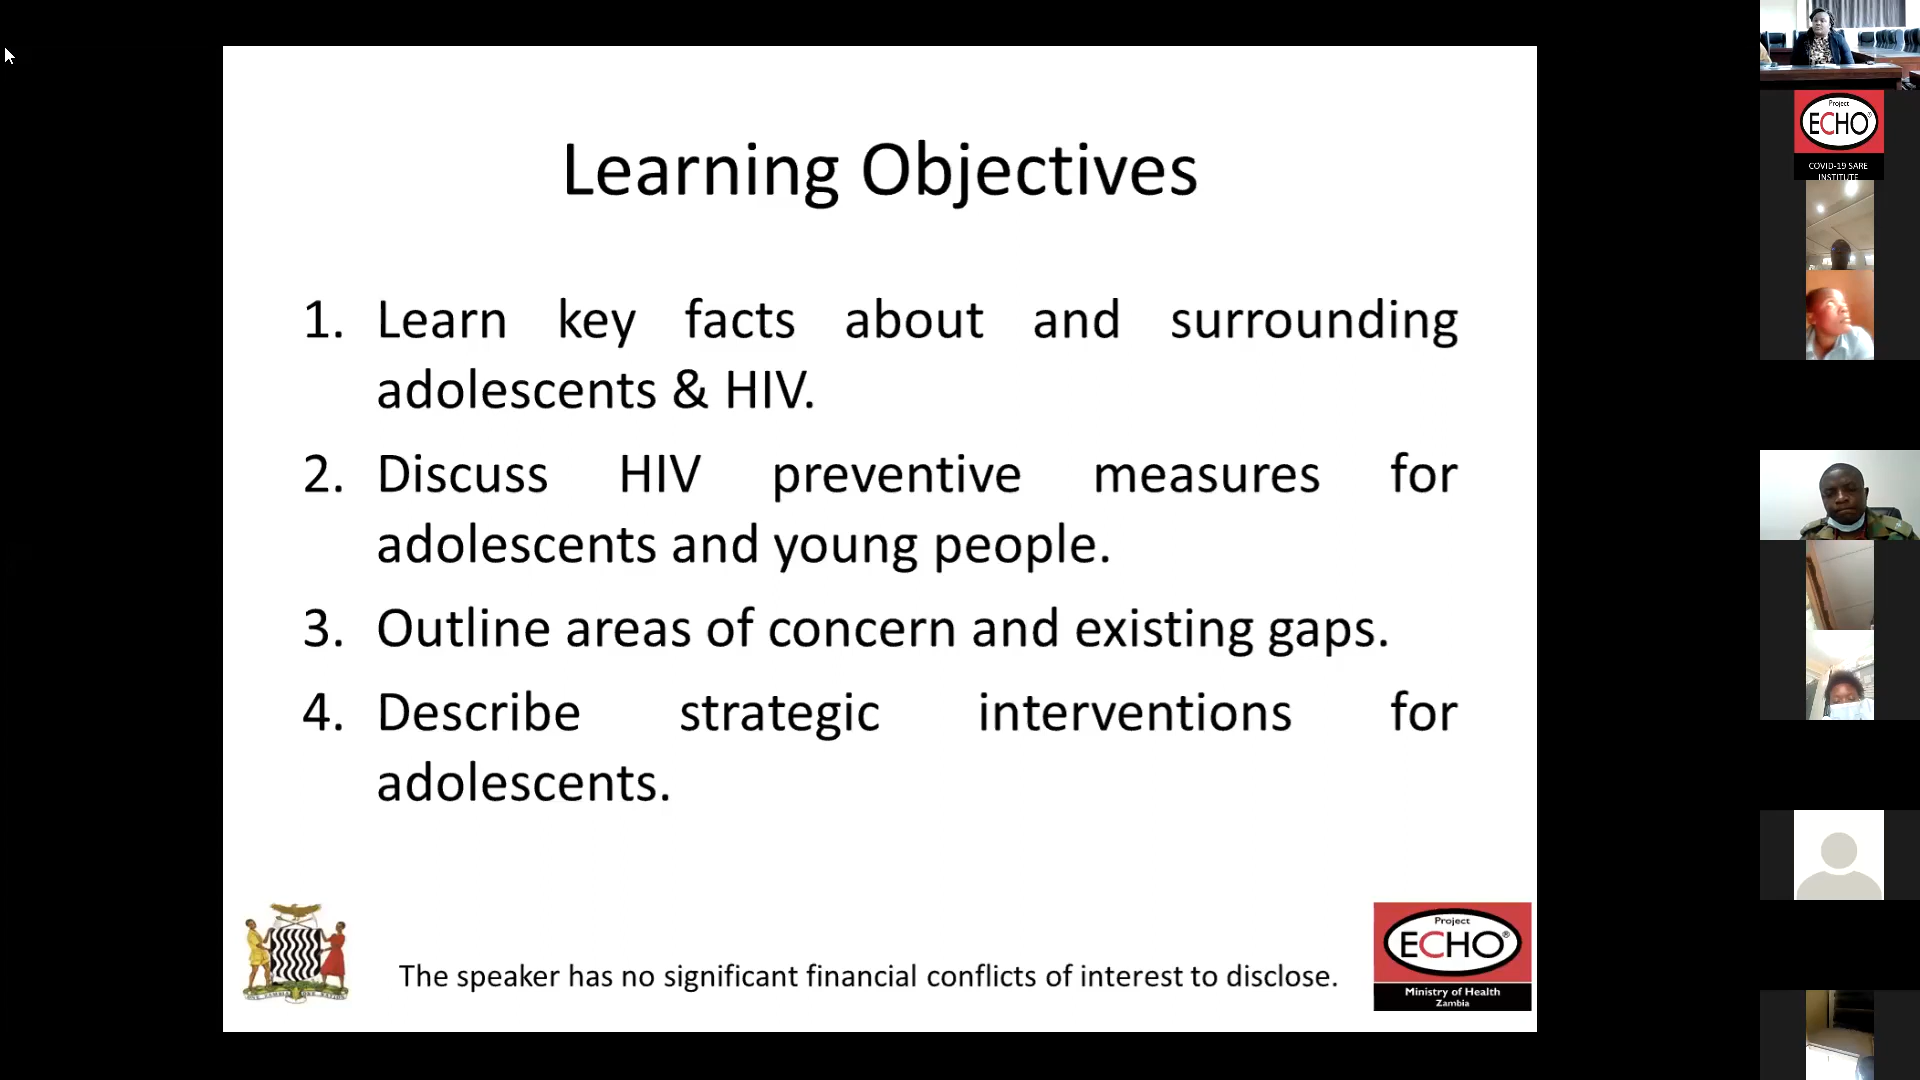 Learning Objectives
1. Learn key facts about and surrounding
adolescents & HIV.
2. Discuss HIV preventive measures for
adolescents and young people.
3. Outline areas of concern and existing gaps.
4. Describe strategic interventions for
adolescents.
The speaker has no significant financial conflicts of interest to disclose.
Project
ECHO®
Ministry of Health
Zambia
Project
ECHO®
COVID-19 SARE
INSTITUTE